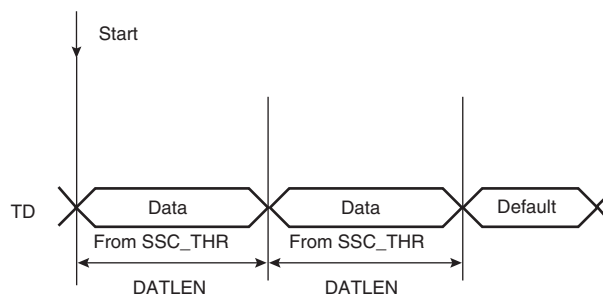 Start
TD
Data
Data
Default
From SSC_THR
From SSC_THR
DATLEN
DATLEN